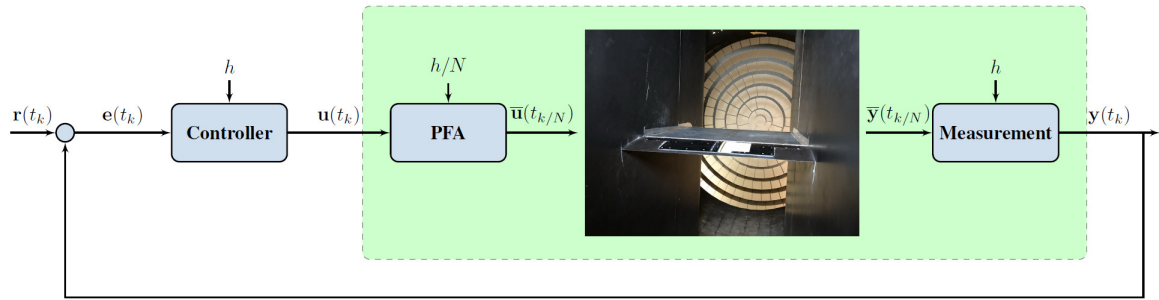 h
h/N
h
r(t_k)
e(t_k)
Controller
u(t_k)
PFA
u̅(t_{k/N})
y̅(t_{k/N})
Measurement
y(t_k)